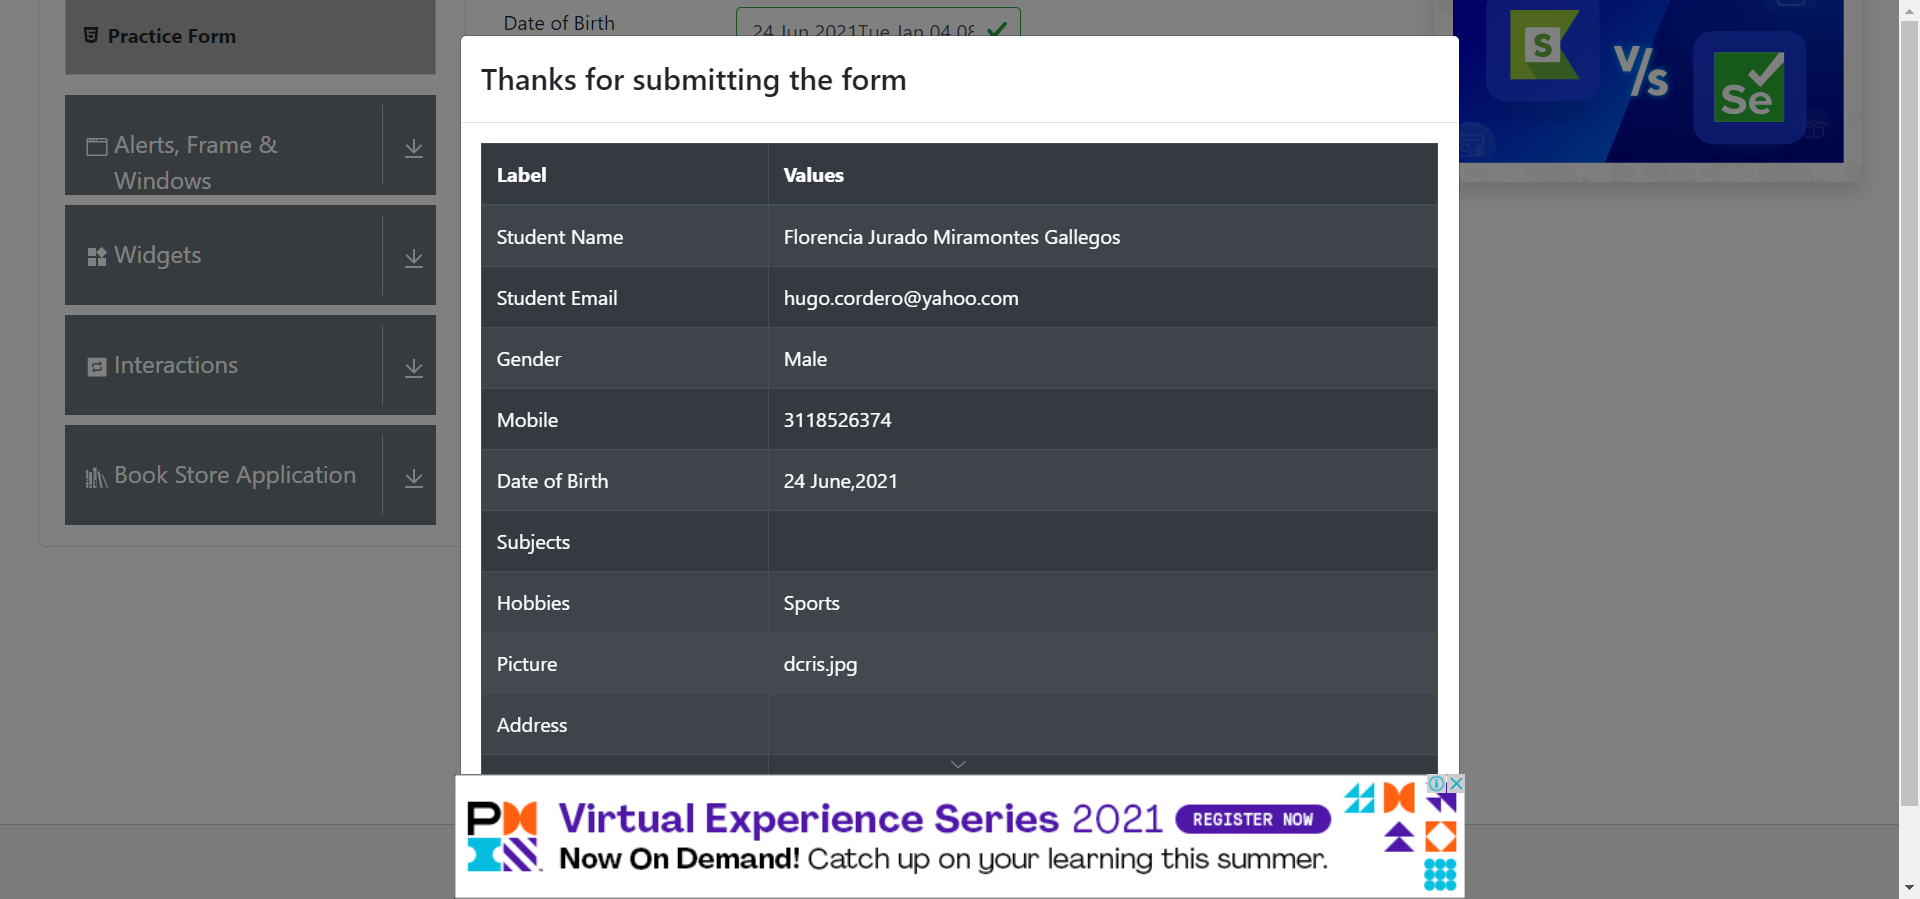 Practice Form
Alerts, Frame &
Windows
Widgets
Interactions
Book Store Application
Date of Birth
24 Jun 2021Tue Jan 04 08
Thanks for submitting the form
Label Values
Student Name Florencia Jurado Miramontes Gallegos
Student Email hugo.cordero@yahoo.com
Gender Male
Mobile 3118526374
Date of Birth 24 June,2021
Subjects
Hobbies Sports
Picture dcris.jpg
Address
S V/s Se
PM
Virtual Experience Series 2021 REGISTER NOW
Now On Demand! Catch up on your learning this summer.